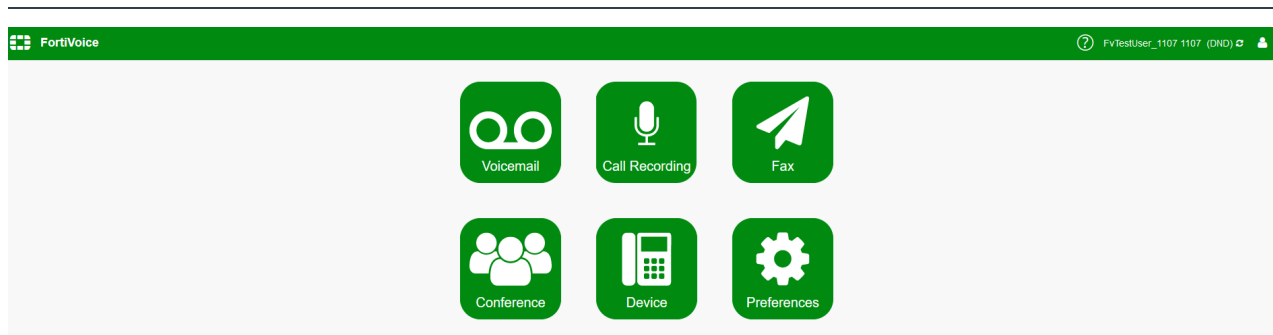 FortiVoice
FvTestUser_1107 1107 (DND)
Voicemail
Call Recording
Fax
Conference
Device
Preferences